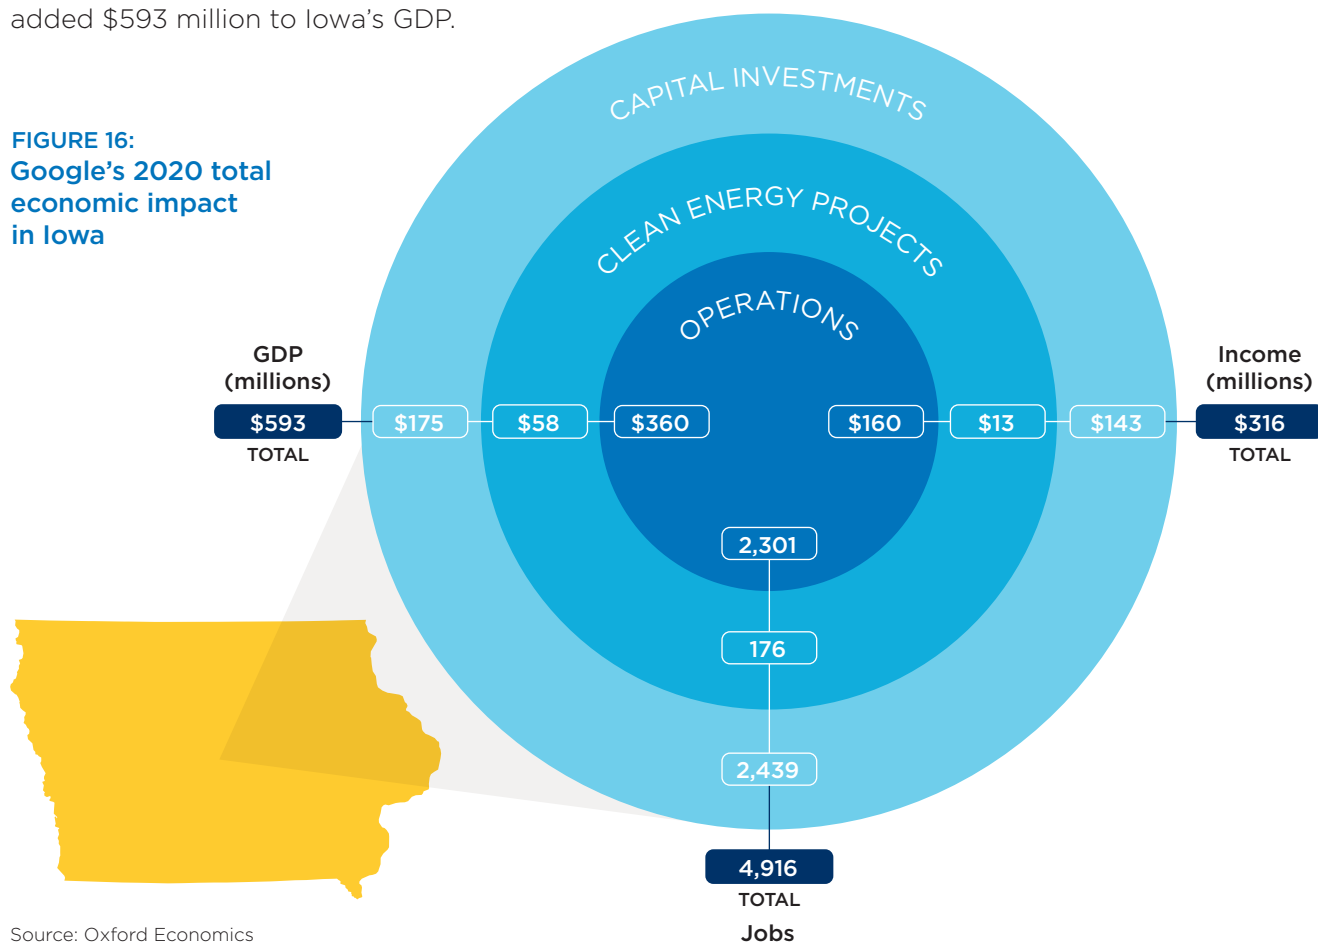 added $593 million to Iowa’s GDP.
FIGURE 16:
Google’s 2020 total
economic impact
in Iowa
CAPITAL INVESTMENTS
CLEAN ENERGY PROJECTS
OPERATIONS
GDP
(millions)
$593
TOTAL
$175
$58
$360
$160
$13
$143
Income
(millions)
$316
TOTAL
2,301
176
2,439
4,916
TOTAL
Jobs
Source: Oxford Economics